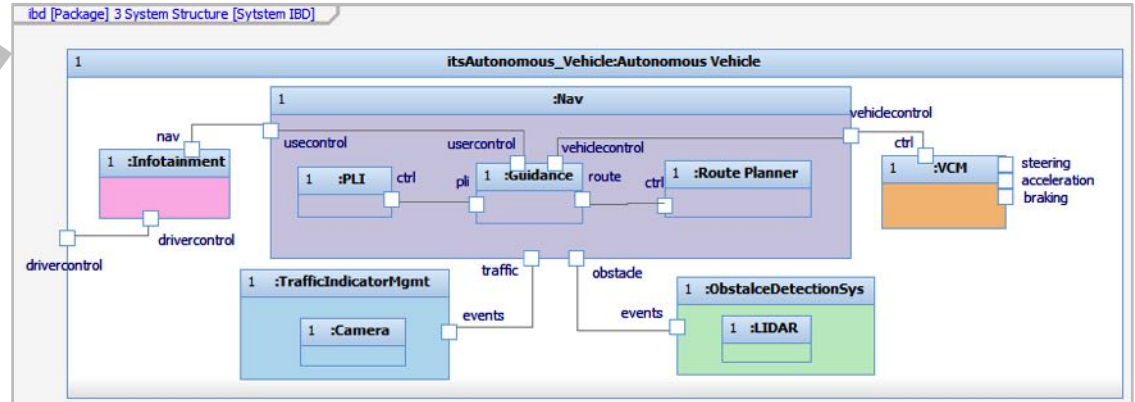 ibd [Package] 3 System Structure [Sytstem IBD]
1 itsAutonomous_Vehicle:Autonomous Vehicle
1 :Nav
vehiclecontrol
nav
usecontrol
usercontrol
vehiclecontrol
ctrl
1 :Infotainment
1 :PLI
ctrl
pli
1 :Guidance
route
ctrl
1 :Route Planner
1 :VCM
steering
acceleration
braking
drivercontrol
drivercontrol
traffic
obstacle
1 :TrafficIndicatorMgmt
events
1 :Camera
1 :ObstalceDetectionSys
events
1 :LIDAR